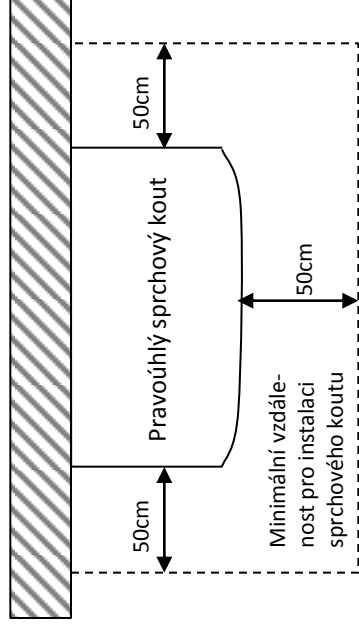 50cm
Pravoúhlý sprchový kout
50cm
50cm
Minimální vzdále-
nost pro instalaci
sprchového koutu